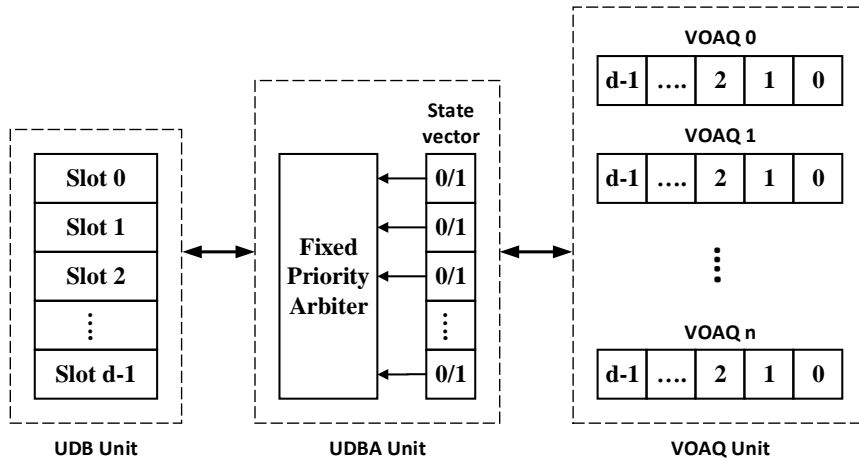 VOAQ 0
d-1 …. 2 1 0
State
vector
VOAQ 1
Slot 0 0/1 d-1 …. 2 1 0
Slot 1 0/1
Fixed
Priority
Arbiter
Slot 2 0/1
VOAQ n
Slot d-1 0/1 d-1 …. 2 1 0
UDB Unit UDBA Unit VOAQ Unit